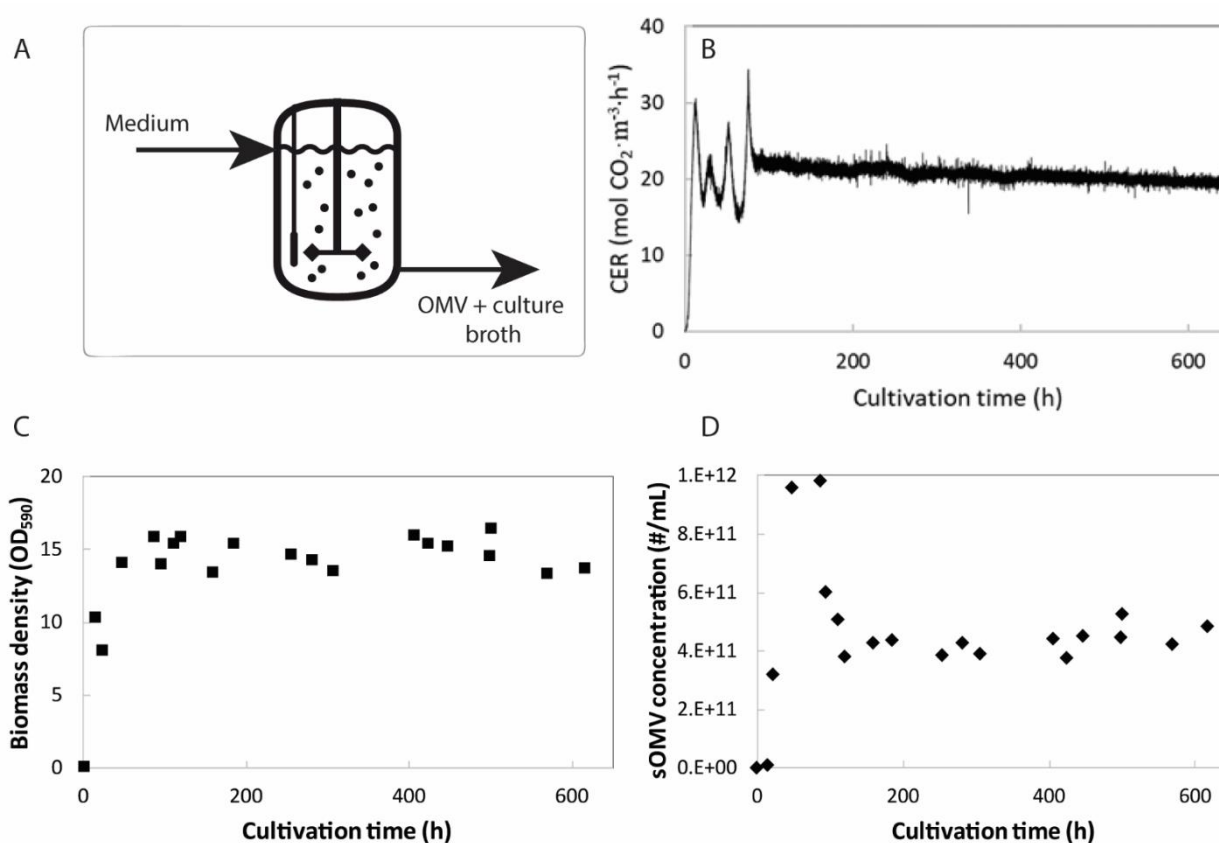 A
Medium
OMV + culture
broth
B
CER (mol CO₂·m⁻³·h⁻¹)
40
30
20
10
0
0 200 400 600
Cultivation time (h)
C
Biomass density (OD₅₉₀)
20
15
10
5
0
0 200 400 600
Cultivation time (h)
D
sOMV concentration (#/mL)
1.E+12
8.E+11
6.E+11
4.E+11
2.E+11
0.E+00
0 200 400 600
Cultivation time (h)